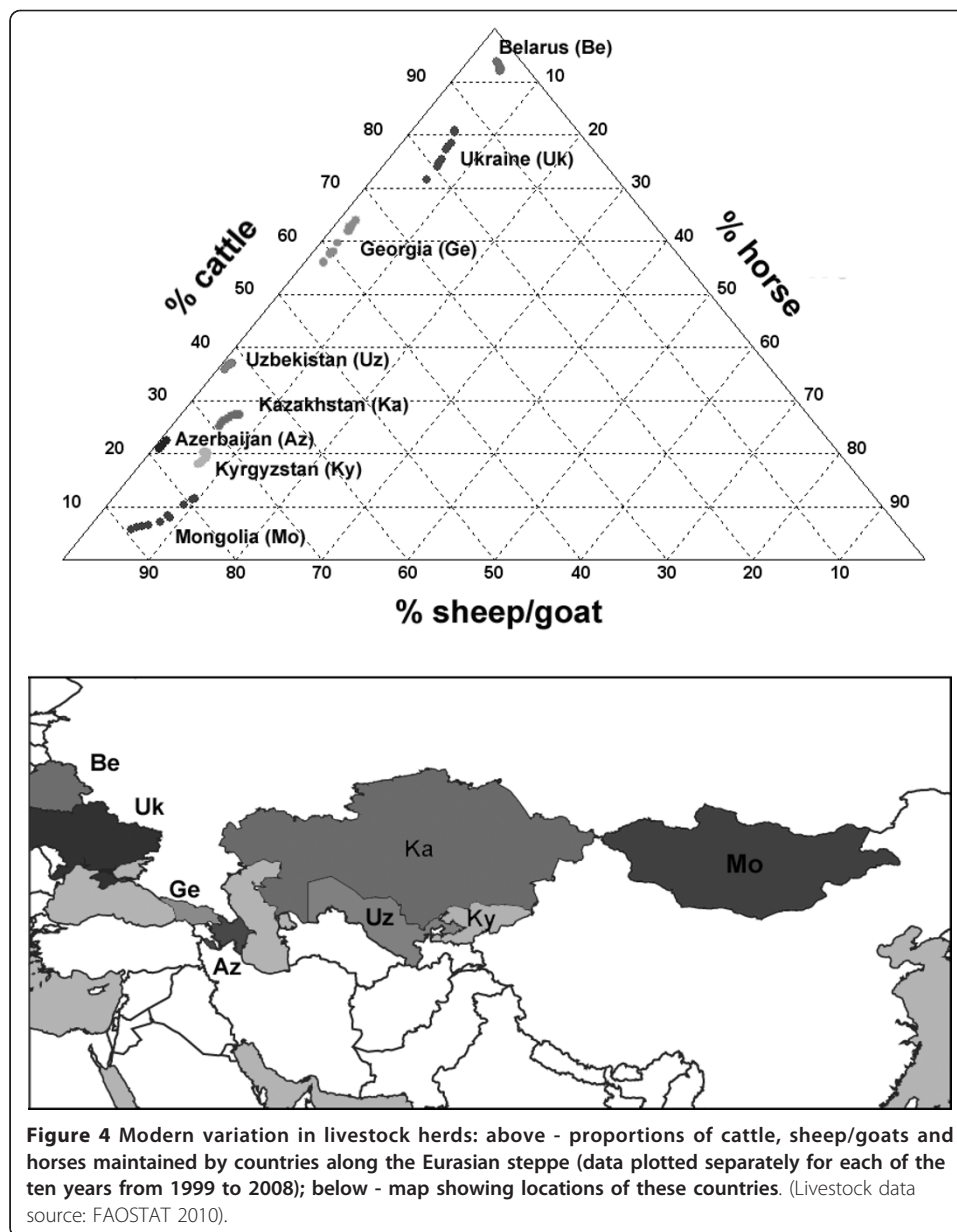 Belarus (Be)
90 10
80 20
Ukraine (Uk)
70 30
% cattle
% horse
60 40
Georgia (Ge)
50 50
40 60
Uzbekistan (Uz)
30 70
Kazakhstan (Ka)
Azerbaijan (Az)
20 80
Kyrgyzstan (Ky)
10 90
Mongolia (Mo)
90 80 70 60 50 40 30 20 10
% sheep/goat
Be
Uk
Ka
Mo
Ge
Uz
Ky
Az
Figure 4 Modern variation in livestock herds: above - proportions of cattle, sheep/goats and
horses maintained by countries along the Eurasian steppe (data plotted separately for each of the
ten years from 1999 to 2008); below - map showing locations of these countries. (Livestock data
source: FAOSTAT 2010).